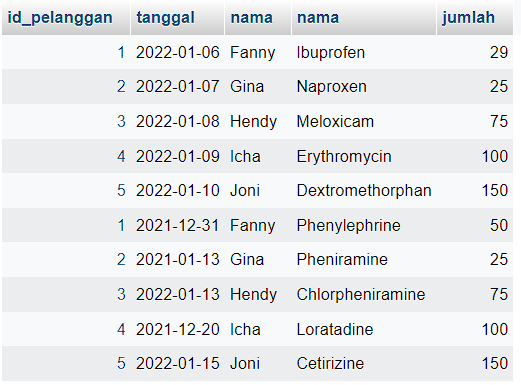 id_pelanggan tanggal nama nama jumlah
1 2022-01-06 Fanny Ibuprofen 29
2 2022-01-07 Gina Naproxen 25
3 2022-01-08 Hendy Meloxicam 75
4 2022-01-09 Icha Erythromycin 100
5 2022-01-10 Joni Dextromethorphan 150
1 2021-12-31 Fanny Phenylephrine 50
2 2021-01-13 Gina Pheniramine 25
3 2022-01-13 Hendy Chlorpheniramine 75
4 2021-12-20 Icha Loratadine 100
5 2022-01-15 Joni Cetirizine 150